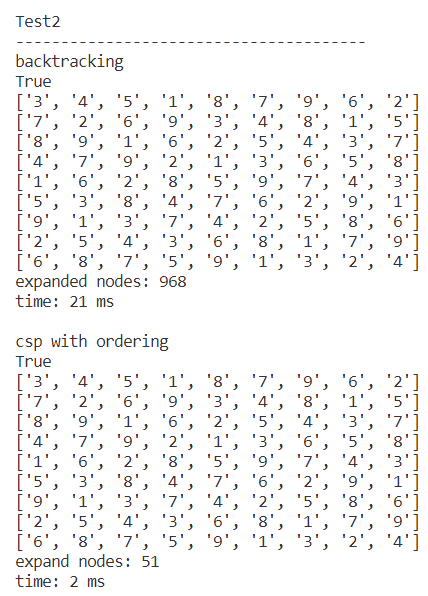 Test2
-------------------------------------
backtracking
True
['3', '4', '5', '1', '8', '7', '9', '6', '2']
['7', '2', '6', '9', '3', '4', '8', '1', '5']
['8', '9', '1', '6', '2', '5', '4', '3', '7']
['4', '7', '9', '2', '1', '3', '6', '5', '8']
['1', '6', '2', '8', '5', '9', '7', '4', '3']
['5', '3', '8', '4', '7', '6', '2', '9', '1']
['9', '1', '3', '7', '4', '2', '5', '8', '6']
['2', '5', '4', '3', '6', '8', '1', '7', '9']
['6', '8', '7', '5', '9', '1', '3', '2', '4']
expanded nodes: 968
time: 21 ms
csp with ordering
True
['3', '4', '5', '1', '8', '7', '9', '6', '2']
['7', '2', '6', '9', '3', '4', '8', '1', '5']
['8', '9', '1', '6', '2', '5', '4', '3', '7']
['4', '7', '9', '2', '1', '3', '6', '5', '8']
['1', '6', '2', '8', '5', '9', '7', '4', '3']
['5', '3', '8', '4', '7', '6', '2', '9', '1']
['9', '1', '3', '7', '4', '2', '5', '8', '6']
['2', '5', '4', '3', '6', '8', '1', '7', '9']
['6', '8', '7', '5', '9', '1', '3', '2', '4']
expand nodes: 51
time: 2 ms